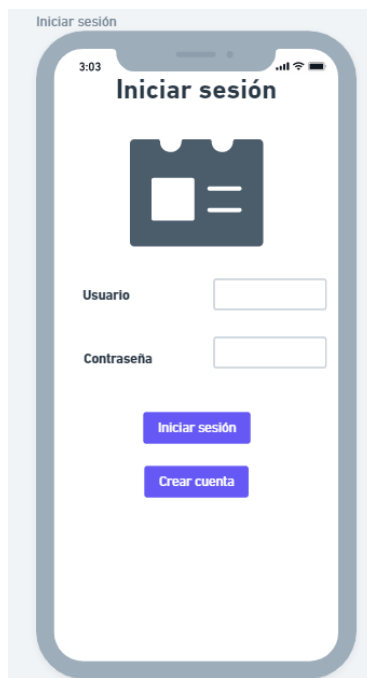 Iniciar sesión
3:03
Iniciar sesión
Usuario
Contraseña
Iniciar sesión
Crear cuenta